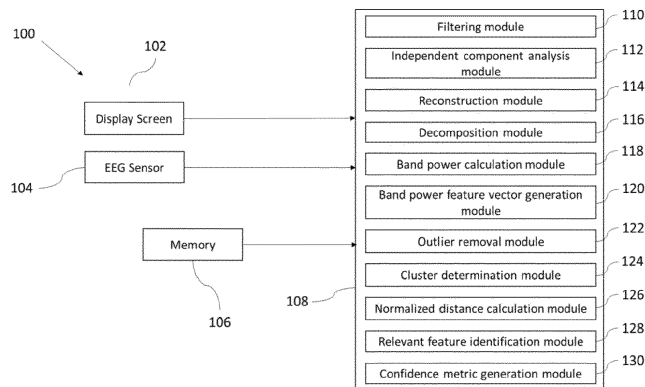 100
102
Display Screen
104
EEG Sensor
Memory
106
108
Filtering module
110
Independent component analysis
module
112
Reconstruction module
114
Decomposition module
116
Band power calculation module
118
Band power feature vector generation
module
120
Outlier removal module
122
Cluster determination module
124
Normalized distance calculation module
126
Relevant feature identification module
128
Confidence metric generation module
130